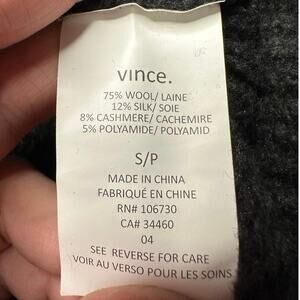 vince.
75% WOOL/ LAINE
12% SILK/ SOIE
8% CASHMERE/ CACHEMIRE
5% POLYAMIDE/ POLYAMID
S/P
MADE IN CHINA
FABRIQUÉ EN CHINE
RN# 106730
CA# 34460
04
SEE REVERSE FOR CARE
VOIR AU VERSO POUR LES SOINS